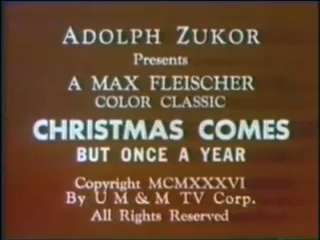 ADOLPH ZUKOR
Presents
A MAX FLEISCHER
COLOR CLASSIC
CHRISTMAS COMES
BUT ONCE A YEAR
Copyright MCMXXXVI
By U M & M TV Corp.
All Rights Reserved